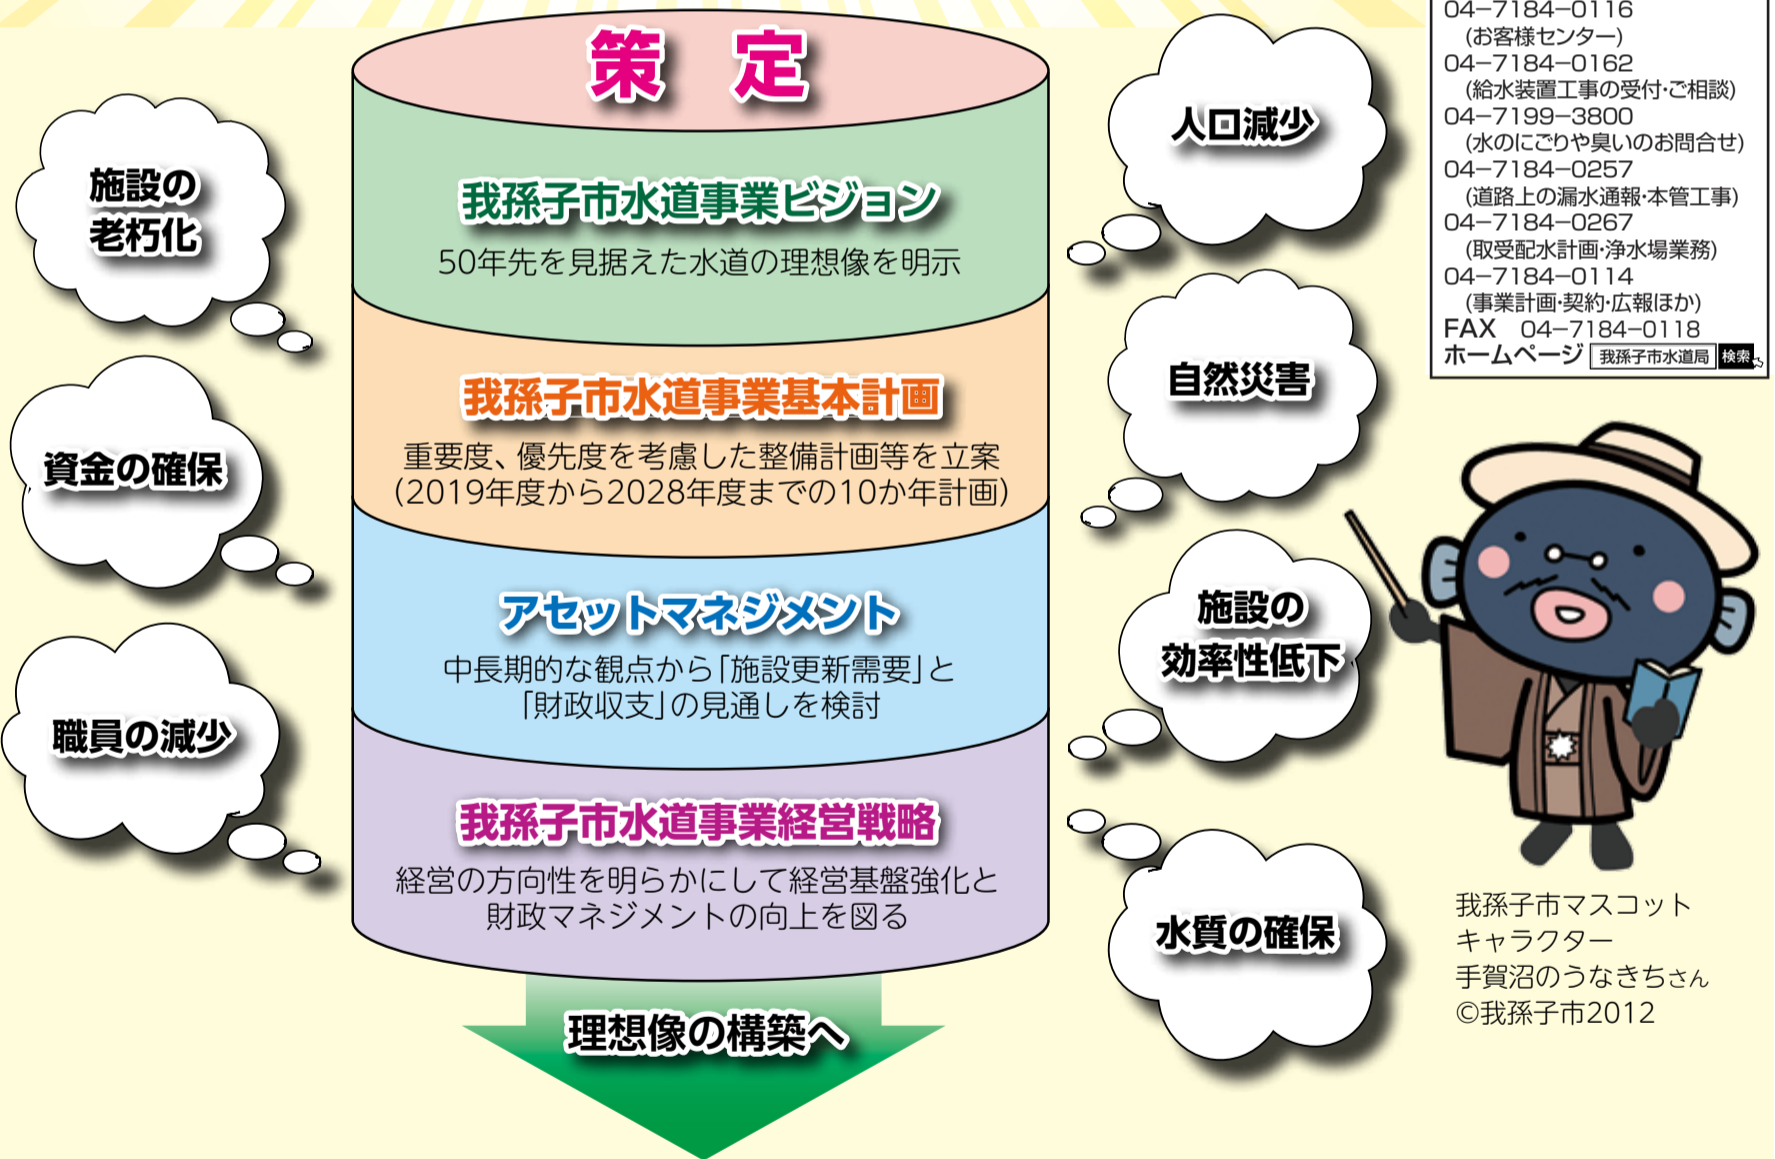 策 定
我孫子市水道事業ビジョン
50年先を見据えた水道の理想像を明示
我孫子市水道事業基本計画
重要度、優先度を考慮した整備計画等を立案
(2019年度から2028年度までの10か年計画)
アセットマネジメント
中長期的な観点から「施設更新需要」と
「財政収支」の見通しを検討
我孫子市水道事業経営戦略
経営の方向性を明らかにして経営基盤強化と
財政マネジメントの向上を図る
理想像の構築へ
施設の
老朽化
資金の確保
職員の減少
人口減少
自然災害
施設の
効率性低下
水質の確保
04-7184-0116
(お客様センター)
04-7184-0162
(給水装置工事の受付・ご相談)
04-7199-3800
(水のにごりや臭いのお問合せ)
04-7184-0257
(道路上の漏水通報・本管工事)
04-7184-0267
(取受配水計画・浄水場業務)
04-7184-0114
(事業計画・契約・広報ほか)
FAX 04-7184-0118
ホームページ 我孫子市水道局 検索
我孫子市マスコット
キャラクター
手賀沼のうなきちさん
©我孫子市2012